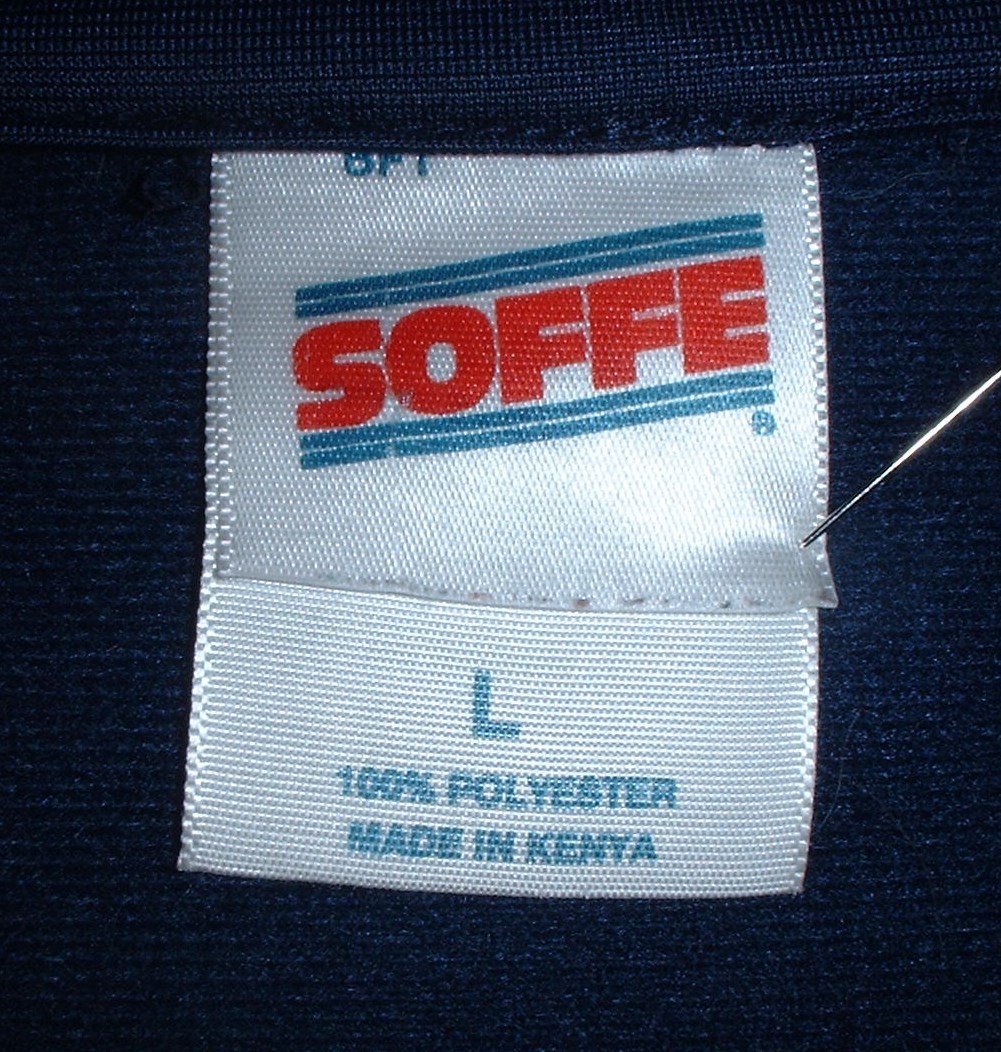 SOFFE
®
L
100% POLYESTER
MADE IN KENYA